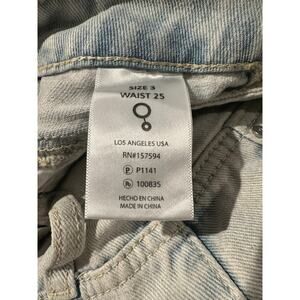 SIZE 3
WAIST 25
LOS ANGELES USA
RN#157594
P P1141
100835
HECHO EN CHINA
MADE IN CHINA